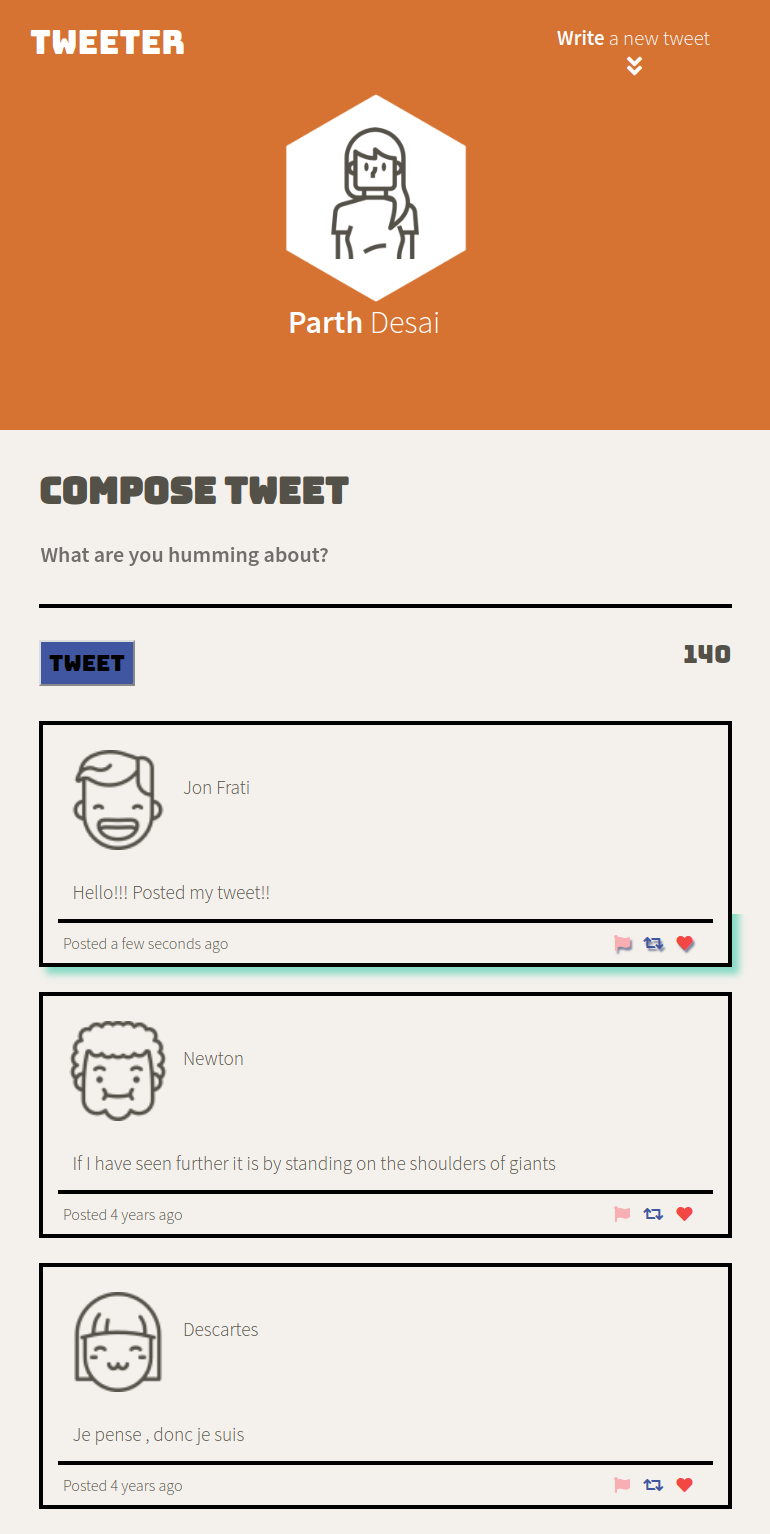 TWEETER
Write a new tweet
Parth Desai
COMPOSE TWEET
What are you humming about?
TWEET
140
Jon Frati
Hello!!! Posted my tweet!!
Posted a few seconds ago
Newton
If I have seen further it is by standing on the shoulders of giants
Posted 4 years ago
Descartes
Je pense , donc je suis
Posted 4 years ago